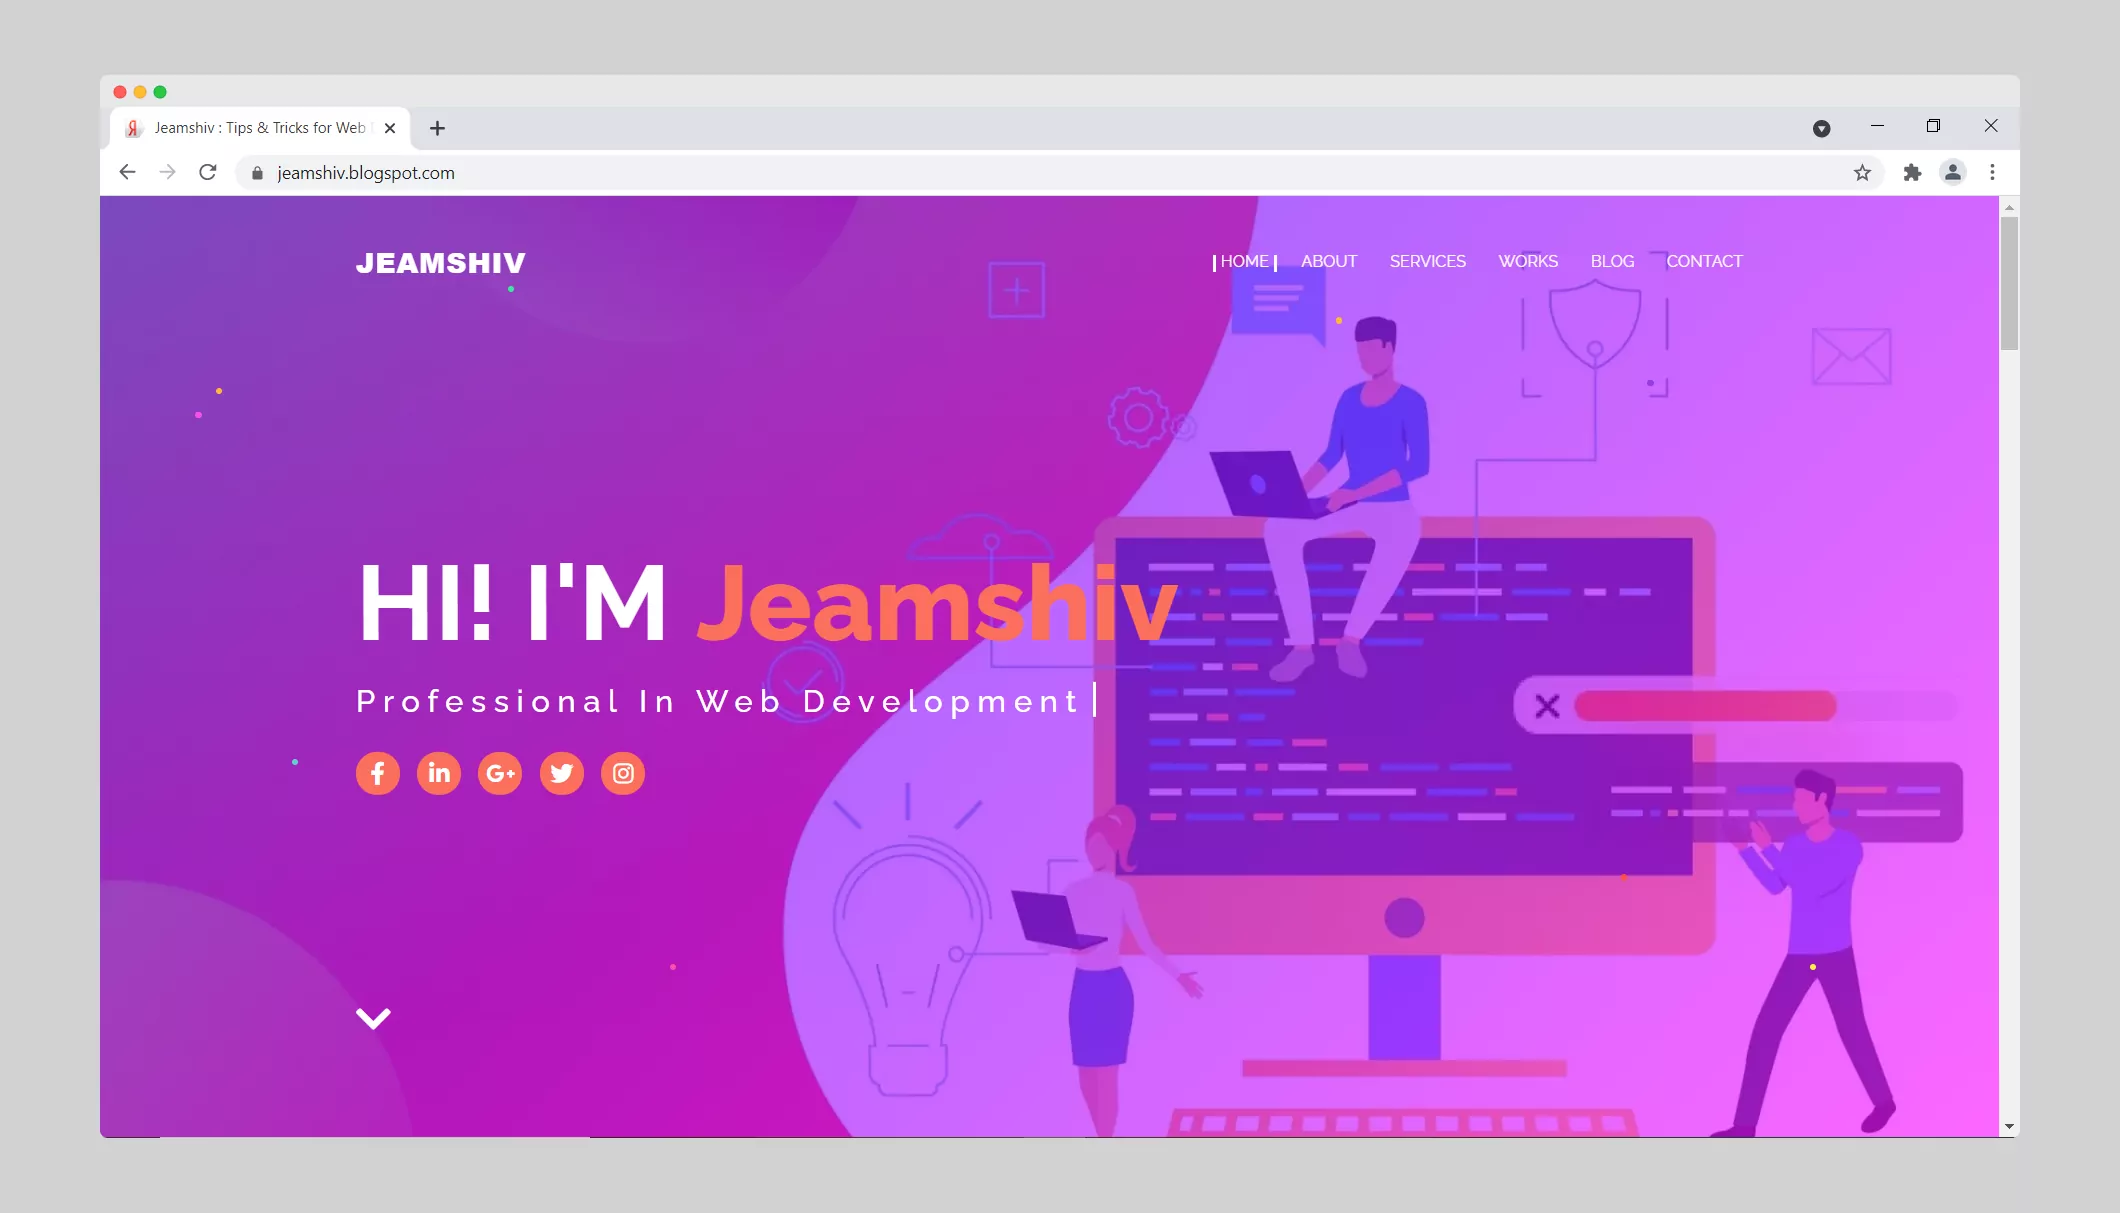 Jeamshiv : Tips & Tricks for Web
jeamshiv.blogspot.com
JEAMSHIV
HOME ABOUT SERVICES WORKS BLOG CONTACT
HI! I'M Jeamshiv
Professional In Web Development